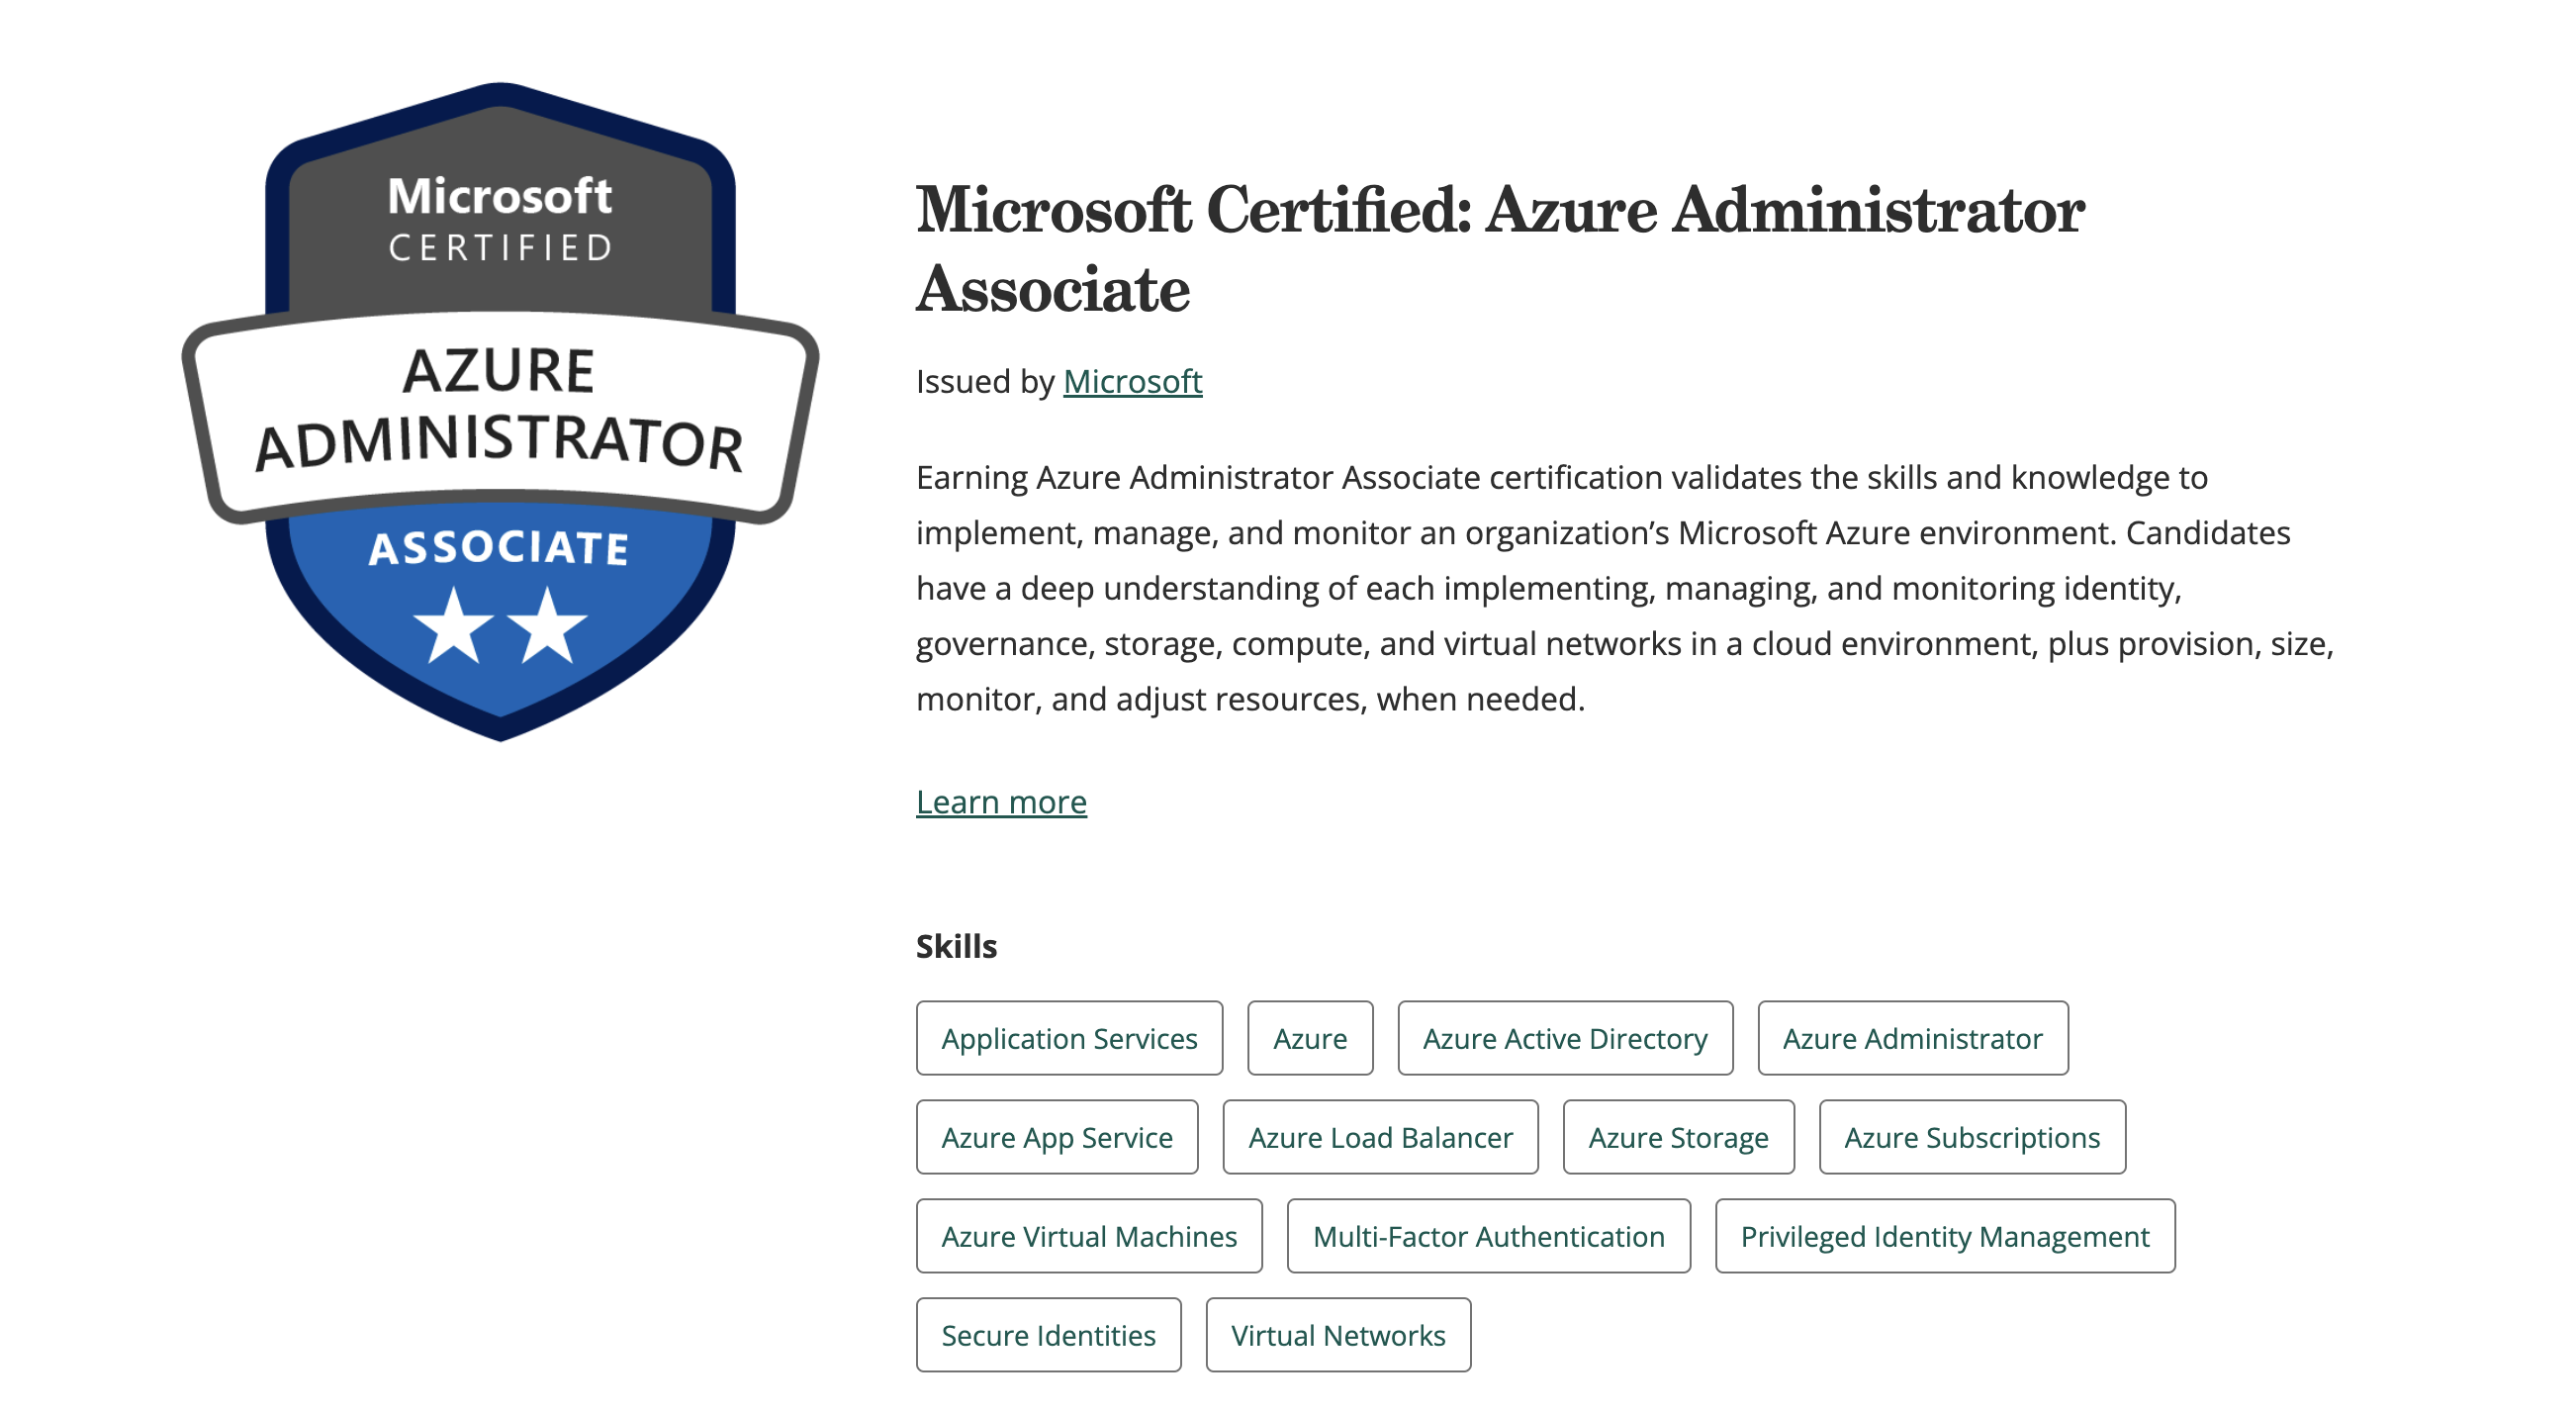 Microsoft
CERTIFIED
AZURE
ADMINISTRATOR
ASSOCIATE
Microsoft Certified: Azure Administrator
Associate
Issued by Microsoft
Earning Azure Administrator Associate certification validates the skills and knowledge to
implement, manage, and monitor an organization’s Microsoft Azure environment. Candidates
have a deep understanding of each implementing, managing, and monitoring identity,
governance, storage, compute, and virtual networks in a cloud environment, plus provision, size,
monitor, and adjust resources, when needed.
Learn more
Skills
Application Services Azure Azure Active Directory Azure Administrator
Azure App Service Azure Load Balancer Azure Storage Azure Subscriptions
Azure Virtual Machines Multi-Factor Authentication Privileged Identity Management
Secure Identities Virtual Networks